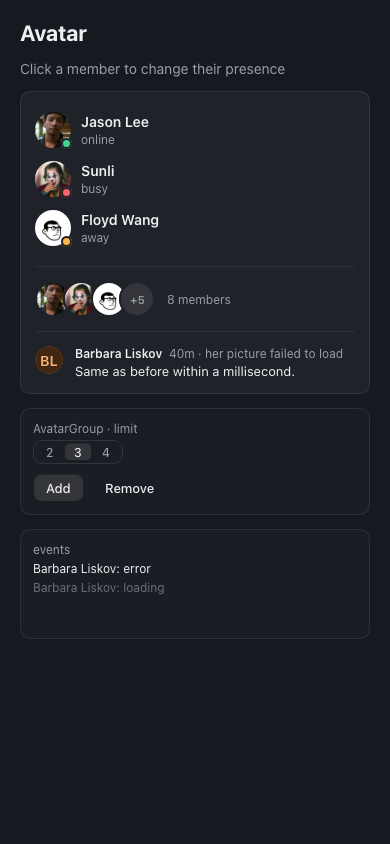 Avatar
Click a member to change their presence
Jason Lee
online
Sunli
busy
Floyd Wang
away
+5
8 members
BL
Barbara Liskov 40m · her picture failed to load
Same as before within a millisecond.
AvatarGroup · limit
2 3 4
Add Remove
events
Barbara Liskov: error
Barbara Liskov: loading